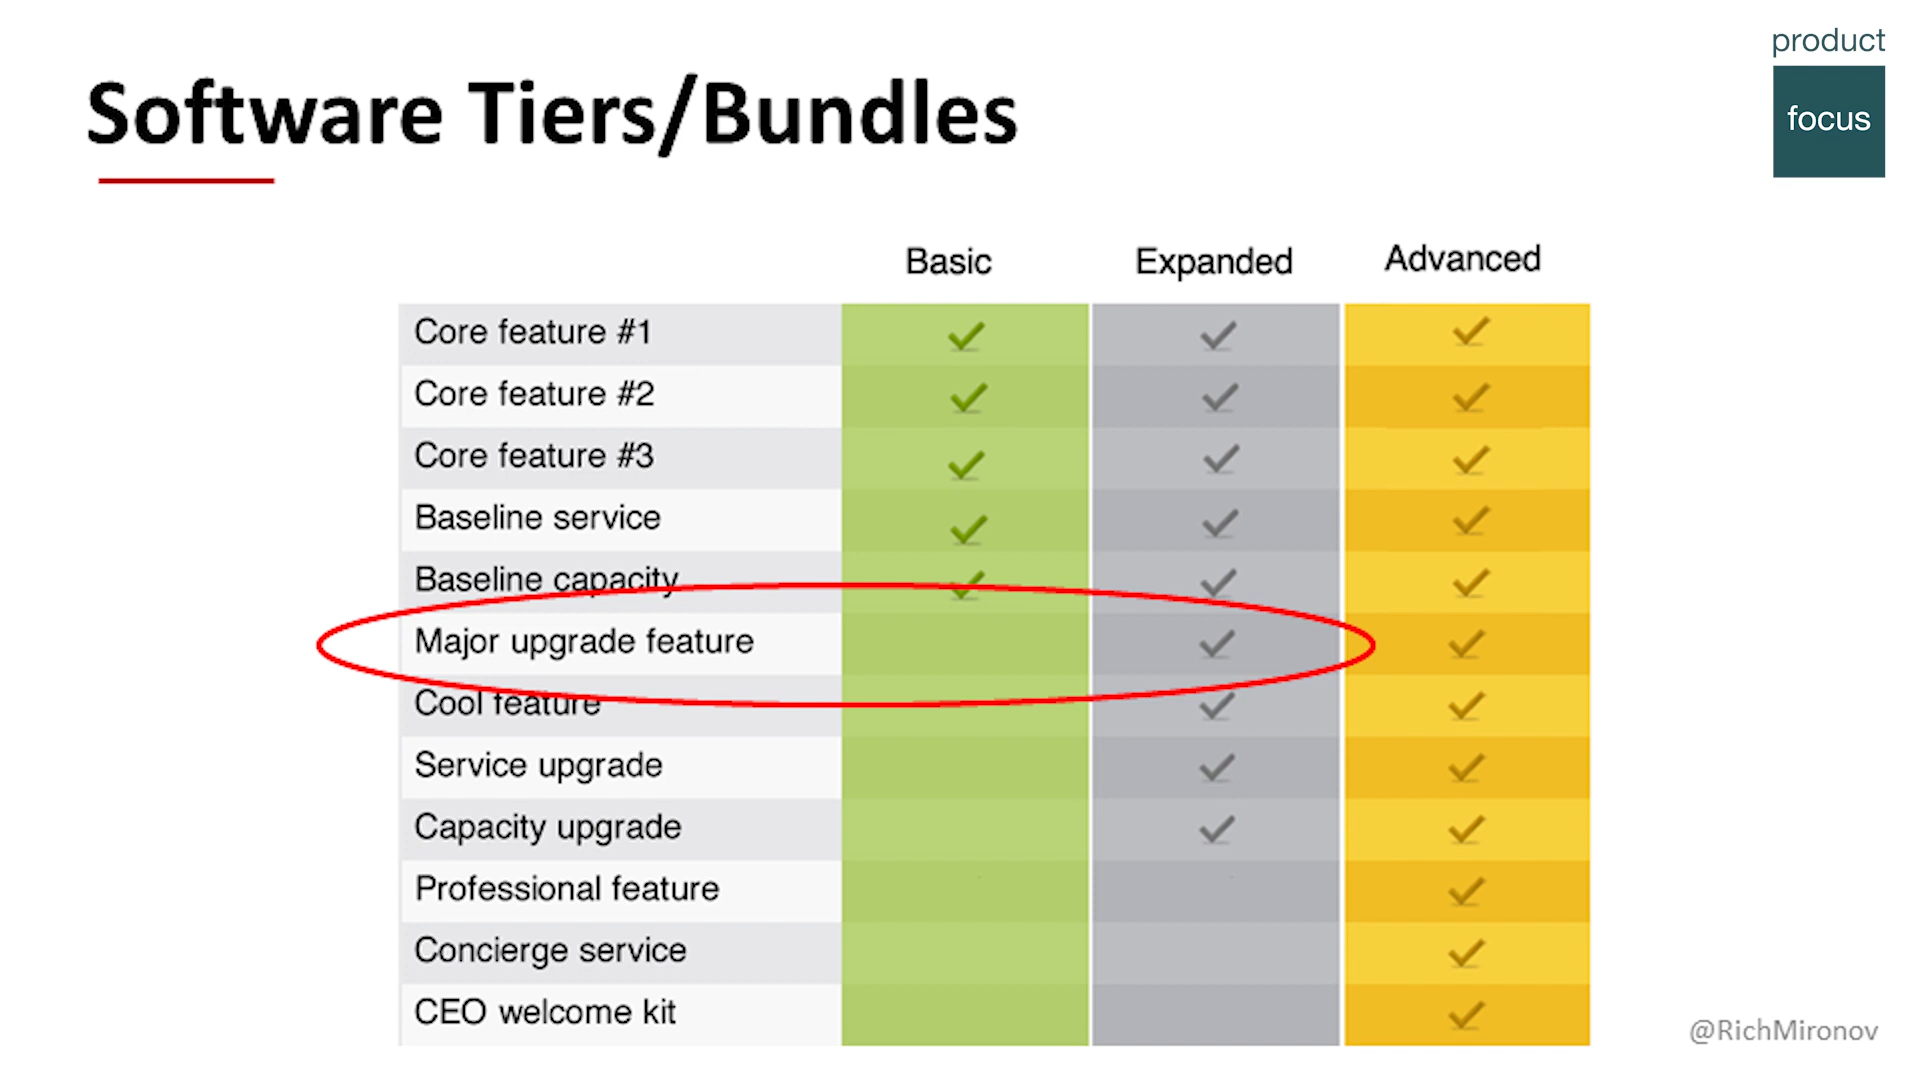 product
focus
Software Tiers/Bundles
Basic Expanded Advanced
Core feature #1
Core feature #2
Core feature #3
Baseline service
Baseline capacity
Major upgrade feature
Cool feature
Service upgrade
Capacity upgrade
Professional feature
Concierge service
CEO welcome kit
@RichMironov